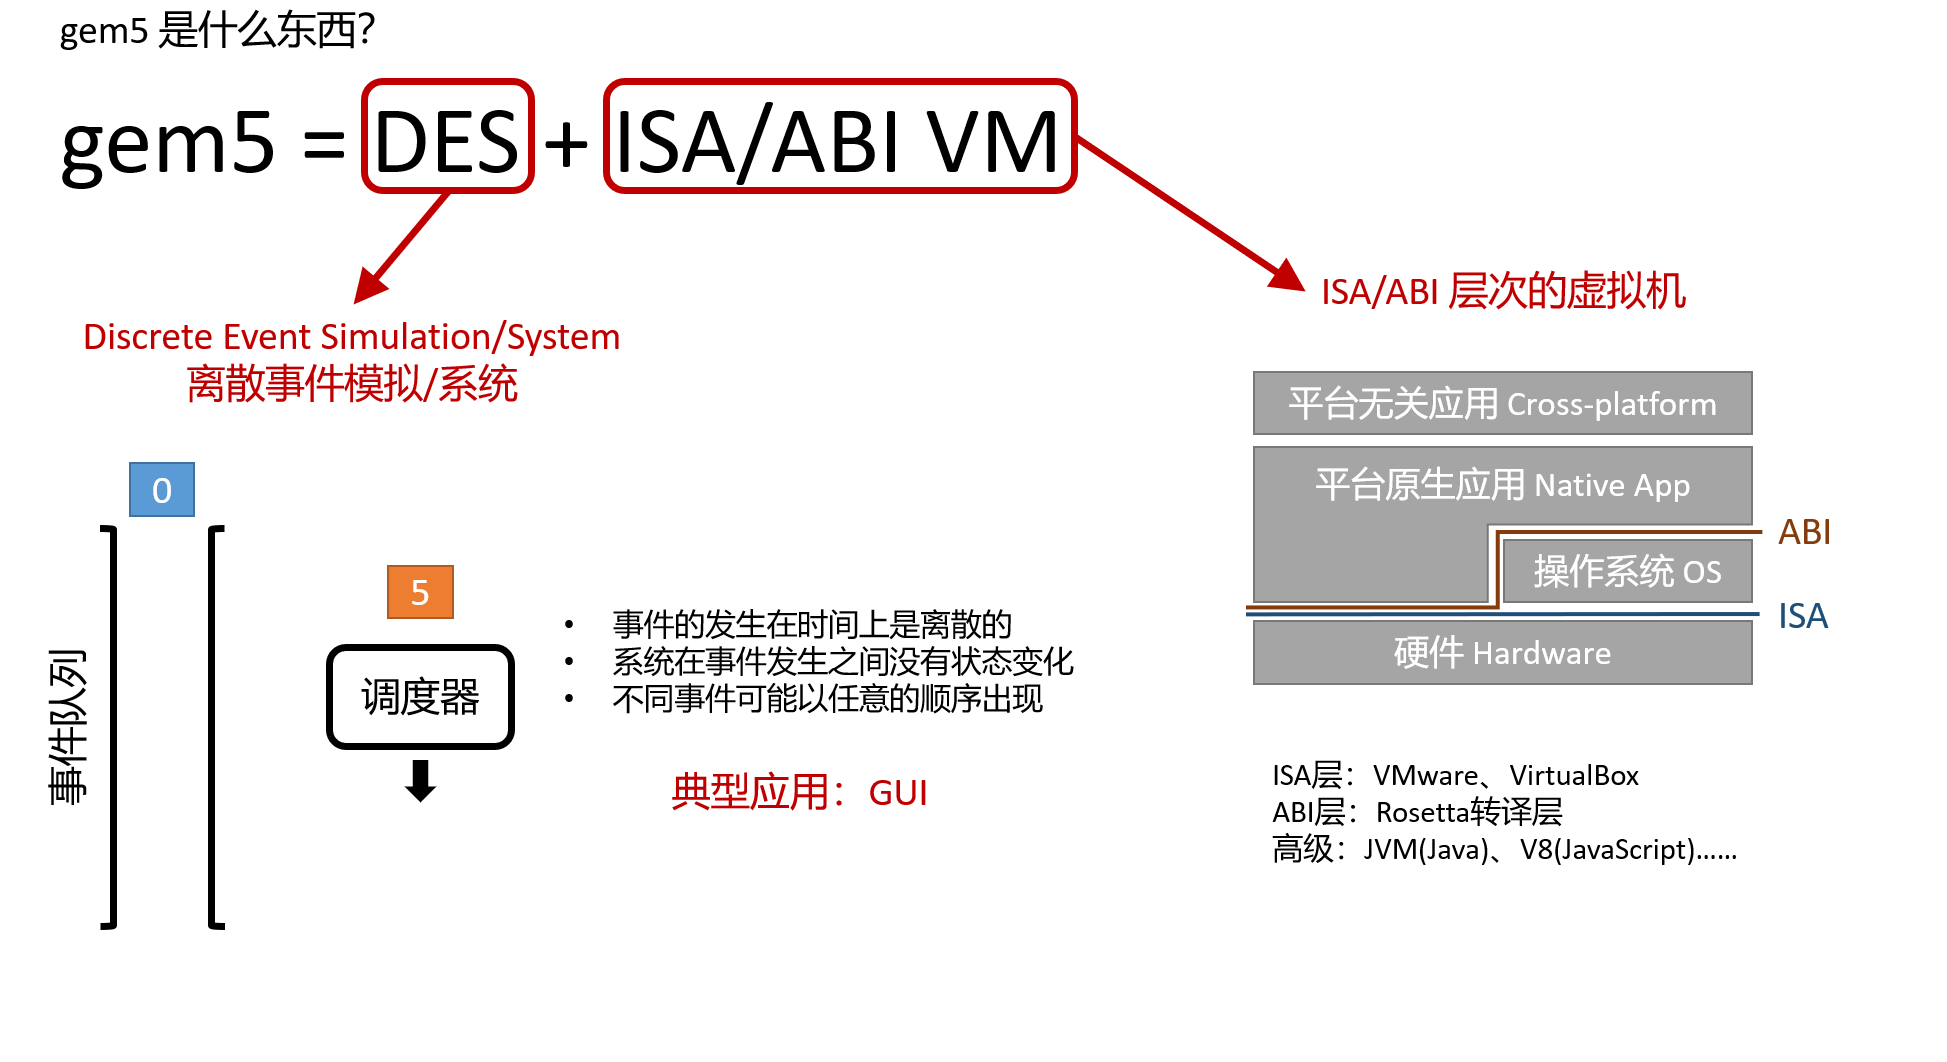 gem5 是什么东西?
gem5 = DES + ISA/ABI VM
Discrete Event Simulation/System
离散事件模拟/系统
0
事件队列
5
调度器
• 事件的发生在时间上是离散的
• 系统在事件发生之间没有状态变化
• 不同事件可能以任意的顺序出现
典型应用：GUI
ISA/ABI 层次的虚拟机
平台无关应用 Cross-platform
平台原生应用 Native App
ABI
操作系统 OS
ISA
硬件 Hardware
ISA层：VMware、VirtualBox
ABI层：Rosetta转译层
高级：JVM(Java)、V8(JavaScript)……